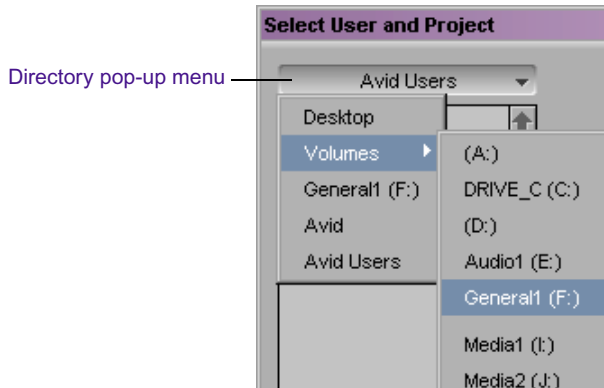 Select User and Project
Directory pop-up menu
Avid Users
Desktop
Volumes
General1 (F:)
Avid
Avid Users
(A:)
DRIVE_C (C:)
(D:)
Audio1 (E:)
General1 (F:)
Media1 (I:)
Media2 (J:)